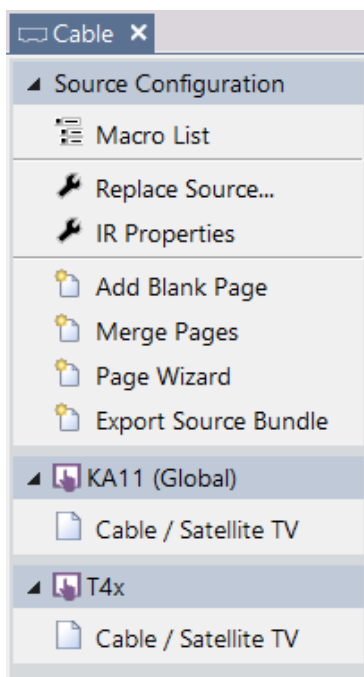 Cable
Source Configuration
Macro List
Replace Source...
IR Properties
Add Blank Page
Merge Pages
Page Wizard
Export Source Bundle
KA11 (Global)
Cable / Satellite TV
T4x
Cable / Satellite TV